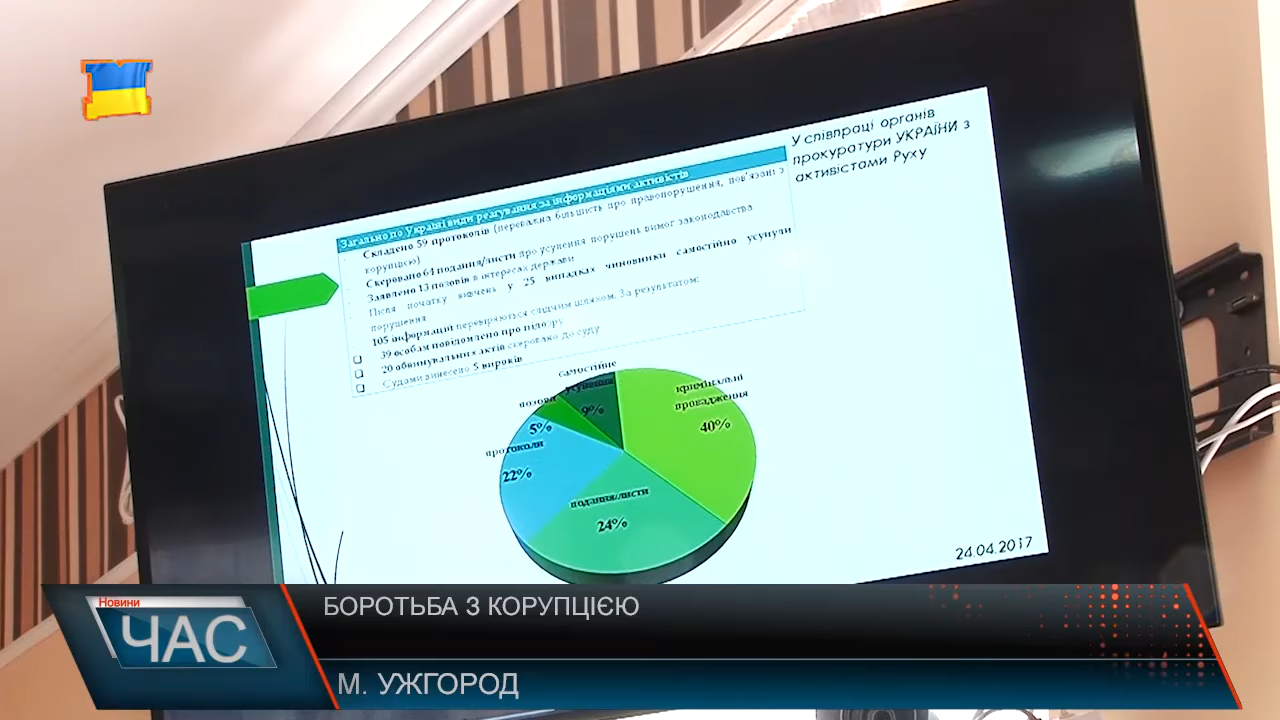 У співпраці органів
прокуратури УКРАЇНИ з
активістами Руху
Загально по Україні види реагування за інформаціями активістів
Складено 59 протоколів (переважна більшість про правопорушення, пов'язані з
корупцією)
Скеровано 64 подання/листи про усунення порушень вимог законодавства
Заявлено 13 позовів в інтересах держави
Після початку вивчень у 25 випадках чиновники самостійно усунули
порушення
105 інформацій перевіряються слідчим шляхом. За результатом:
39 особам повідомлено про підозру
20 обвинувальних актів скеровано до суду
Судами винесено 5 вироків
самостійне
усунення
9%
позови
5%
кримінальні
провадження
40%
протоколи
22%
подання/листи
24%
24.04.2017
Новини
ЧАС
БОРОТЬБА З КОРУПЦІЄЮ
М. УЖГОРОД